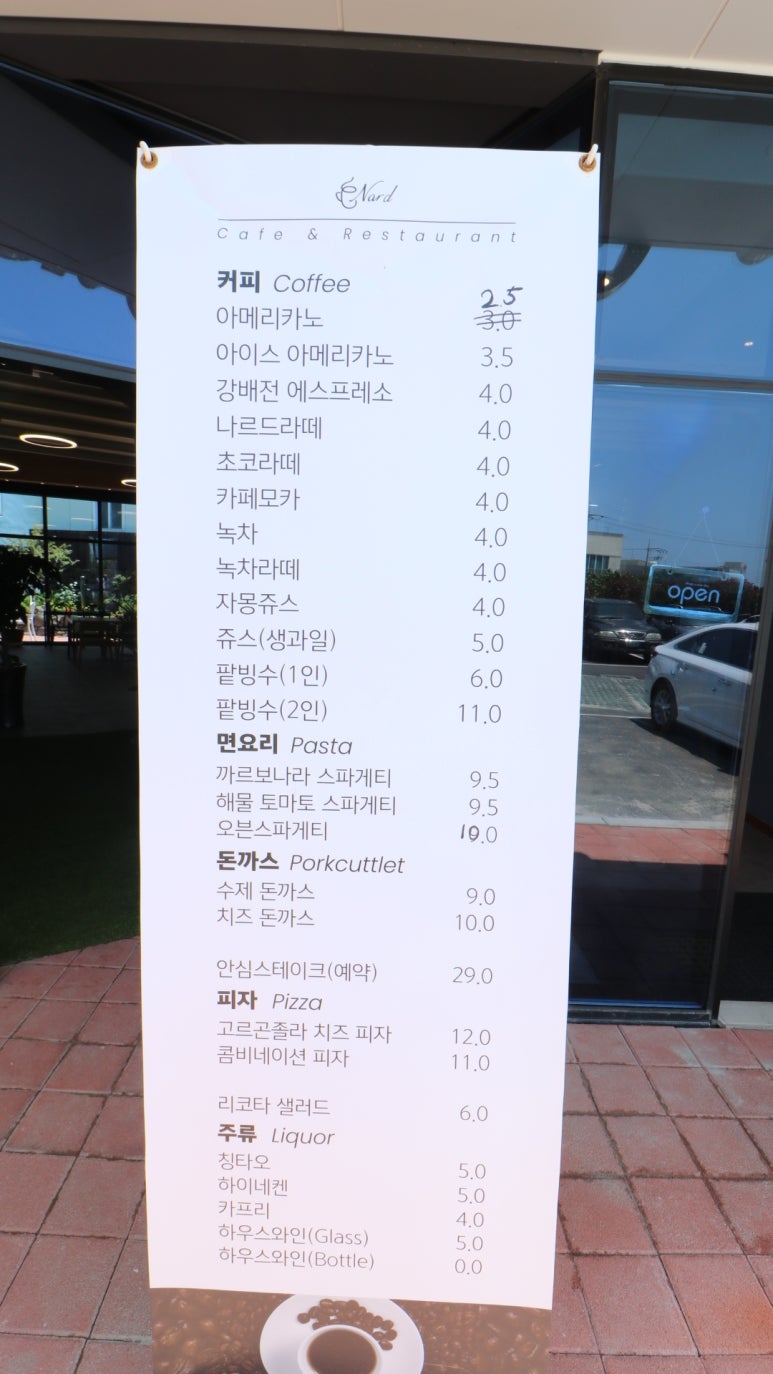 Nard
Cafe & Restaurant
커피 Coffee
2.5
아메리카노 3.0
아이스 아메리카노 3.5
강배전 에스프레소 4.0
나르드라떼 4.0
초코라떼 4.0
카페모카 4.0
녹차 4.0
녹차라떼 4.0
자몽쥬스 4.0
쥬스(생과일) 5.0
팥빙수(1인) 6.0
팥빙수(2인) 11.0
면요리 Pasta
까르보나라 스파게티 9.5
해물 토마토 스파게티 9.5
오븐스파게티 10.0
돈까스 Porkcuttlet
수제 돈까스 9.0
치즈 돈까스 10.0
안심스테이크(예약) 29.0
피자 Pizza
고르곤졸라 치즈 피자 12.0
콤비네이션 피자 11.0
리코타 샐러드 6.0
주류 Liquor
칭타오 5.0
하이네켄 5.0
카프리 4.0
하우스와인(Glass) 5.0
하우스와인(Bottle) 0.0
open